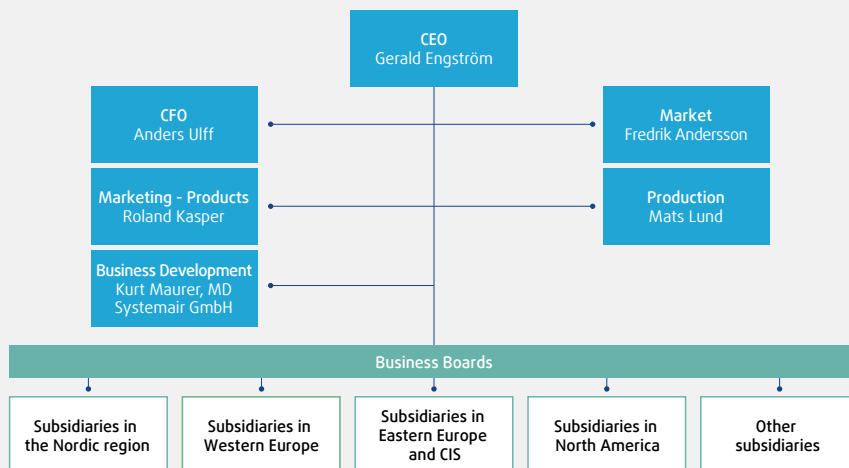 CEO
Gerald Engström
CFO
Anders Ulff
Market
Fredrik Andersson
Marketing - Products
Roland Kasper
Production
Mats Lund
Business Development
Kurt Maurer, MD
Systemair GmbH
Business Boards
Subsidiaries in
the Nordic region
Subsidiaries in
Western Europe
Subsidiaries in
Eastern Europe
and CIS
Subsidiaries in
North America
Other
subsidiaries